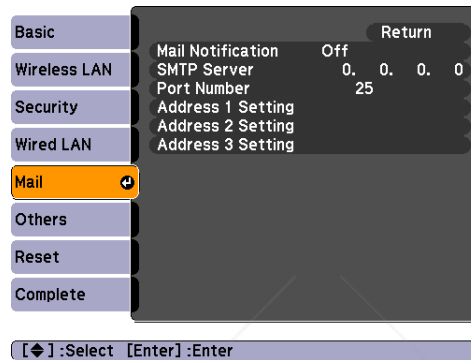 Basic
Wireless LAN
Security
Wired LAN
Mail
Others
Reset
Complete
Return
Mail Notification Off
SMTP Server 0. 0. 0. 0
Port Number 25
Address 1 Setting
Address 2 Setting
Address 3 Setting
[◆] :Select [Enter] :Enter